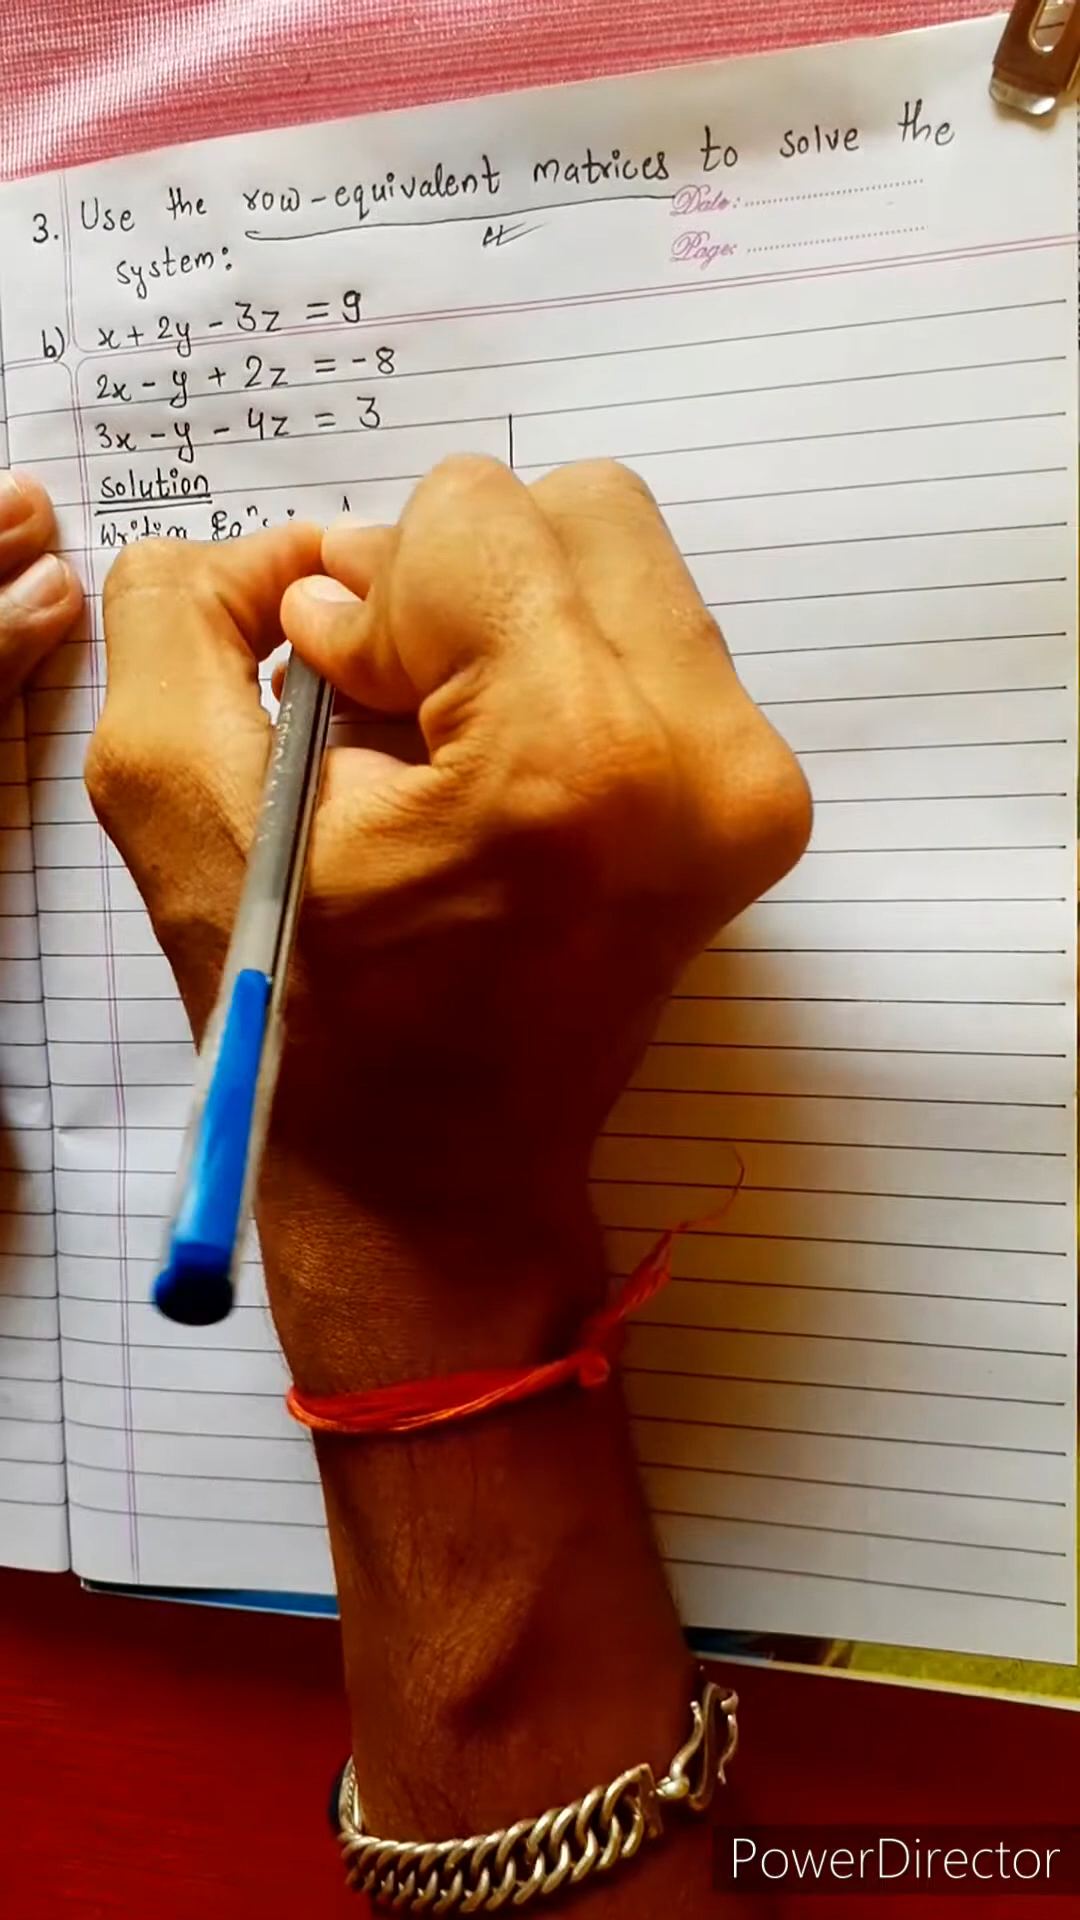 3. Use the row-equivalent matrices to solve the
Date:
system:
Page:
b) x + 2y - 3z = 9
2x - y + 2z = -8
3x - y - 4z = 3
Solution
PowerDirector